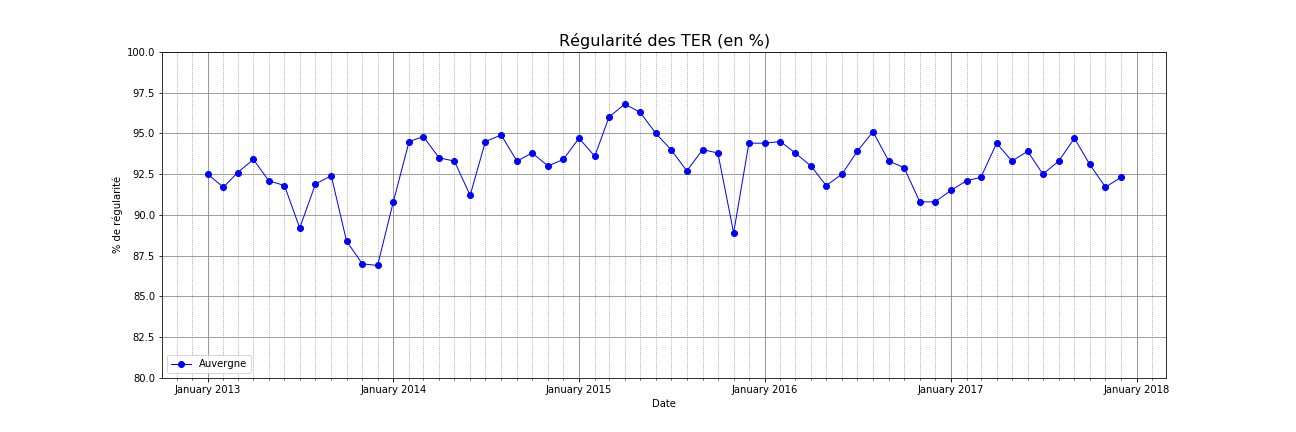 Régularité des TER (en %)
100.0
97.5
95.0
92.5
90.0
87.5
85.0
82.5
80.0
% de régularité
Auvergne
January 2013
January 2014
January 2015
January 2016
January 2017
January 2018
Date